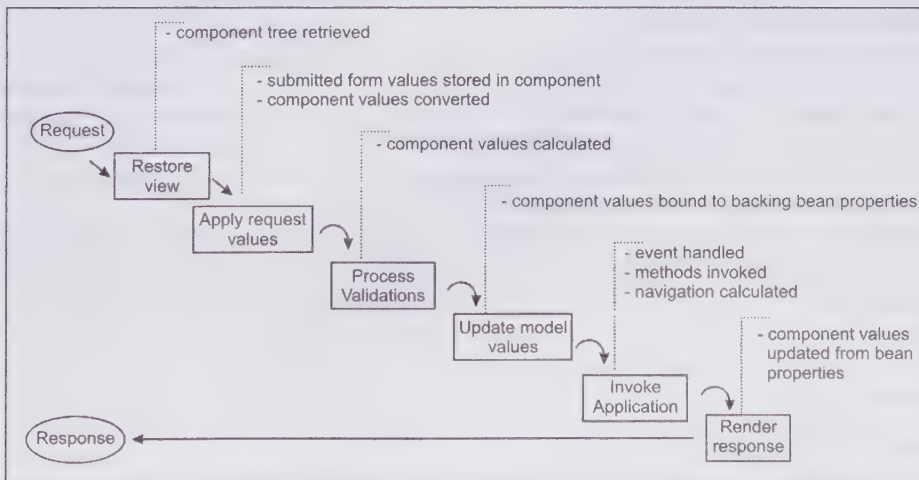 - component tree retrieved
- submitted form values stored in component
- component values converted
Request
- component values calculated
Restore
view
- component values bound to backing bean properties
Apply request
values
- event handled
- methods invoked
- navigation calculated
Process
Validations
Update model
values
- component values
updated from bean
properties
Invoke
Application
Render
response
Response